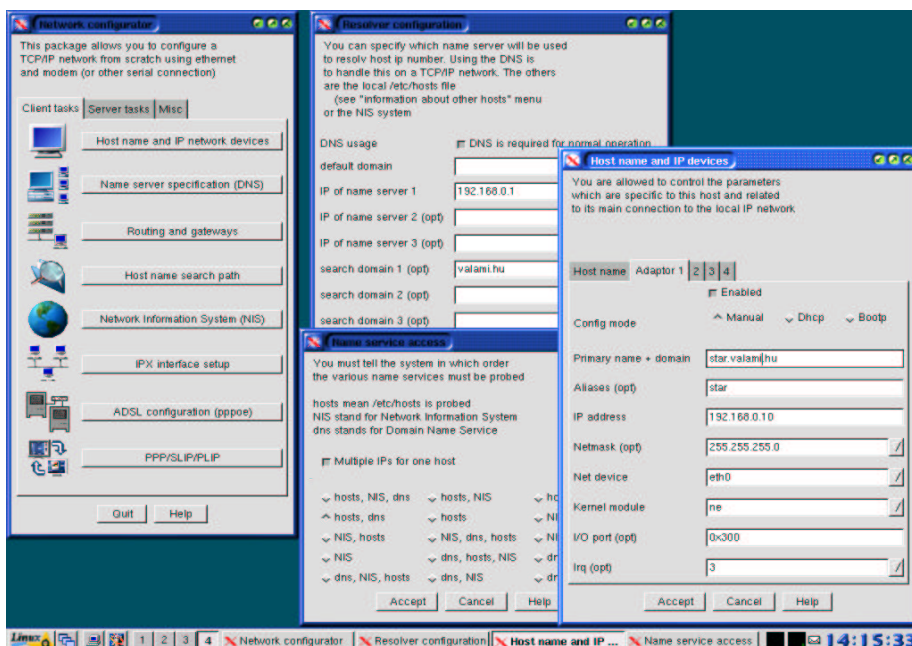 Network configurator
This package allows you to configure a
TCP/IP network from scratch using ethernet
and modem (or other serial connection)
Client tasks Server tasks Misc
Host name and IP network devices
Name server specification (DNS)
Routing and gateways
Host name search path
Network Information System (NIS)
IPX interface setup
ADSL configuration (pppoe)
PPP/SLIP/PLIP
Quit Help
Resolver configuration
You can specify which name server will be used
to resolv host ip number. Using the DNS is
to handle this on a TCP/IP network. The others
are the local /etc/hosts file
(see "information about other hosts" menu
or the NIS system
DNS usage DNS is required for normal operation
default domain
IP of name server 1 192.168.0.1
IP of name server 2 (opt)
IP of name server 3 (opt)
search domain 1 (opt) valami.hu
search domain 2 (opt)
search domain 3 (opt)
Name service access
You must tell the system in which order
the various name services must be probed
hosts mean /etc/hosts is probed
NIS stand for Network Information System
dns stands for Domain Name Service
Multiple IPs for one host
hosts, NIS, dns hosts, NIS
hosts, dns hosts
NIS, hosts NIS, dns, hosts
NIS dns, hosts, NIS
dns, NIS, hosts dns, NIS
Accept Cancel Help
Host name and IP devices
You are allowed to control the parameters
which are specific to this host and related
to its main connection to the local IP network
Host name Adaptor 1 2 3 4
Enabled
Config mode Manual Dhcp Bootp
Primary name + domain star.valami.hu
Aliases (opt) star
IP address 192.168.0.10
Netmask (opt) 255.255.255.0
Net device eth0
Kernel module ne
I/O port (opt) 0x300
Irq (opt) 3
Accept Cancel Help
Linux 1 2 3 4 Network configurator Resolver configuration Host name and IP ... Name service access 14:15:33